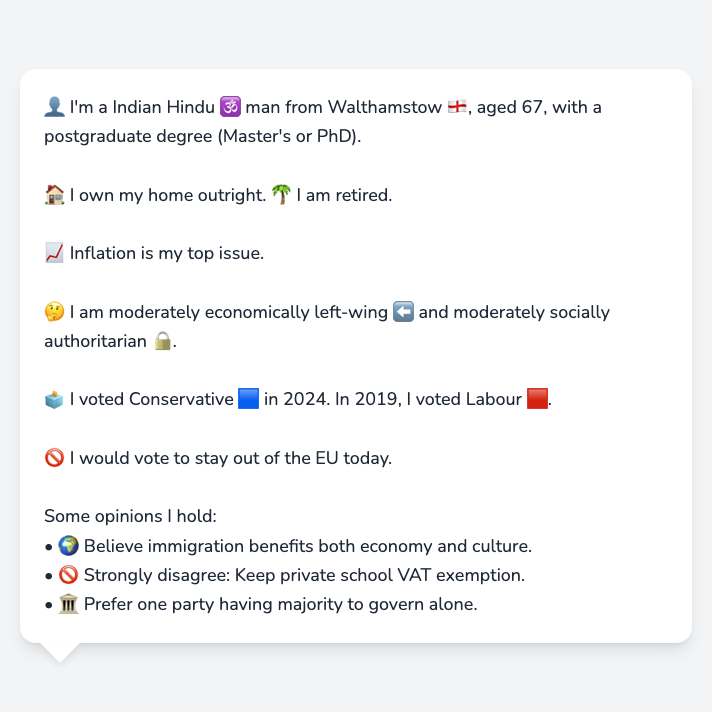 👤 I'm a Indian Hindu 🕉️ man from Walthamstow 🏴󠁧󠁢󠁥󠁮󠁧󠁿, aged 67, with a
postgraduate degree (Master's or PhD).
🏠 I own my home outright. 🌴 I am retired.
📈 Inflation is my top issue.
🤔 I am moderately economically left-wing ⬅️ and moderately socially
authoritarian 🔒.
🗳️ I voted Conservative 🟦 in 2024. In 2019, I voted Labour 🟥.
🚫 I would vote to stay out of the EU today.
Some opinions I hold:
• 🌍 Believe immigration benefits both economy and culture.
• 🚫 Strongly disagree: Keep private school VAT exemption.
• 🏛️ Prefer one party having majority to govern alone.